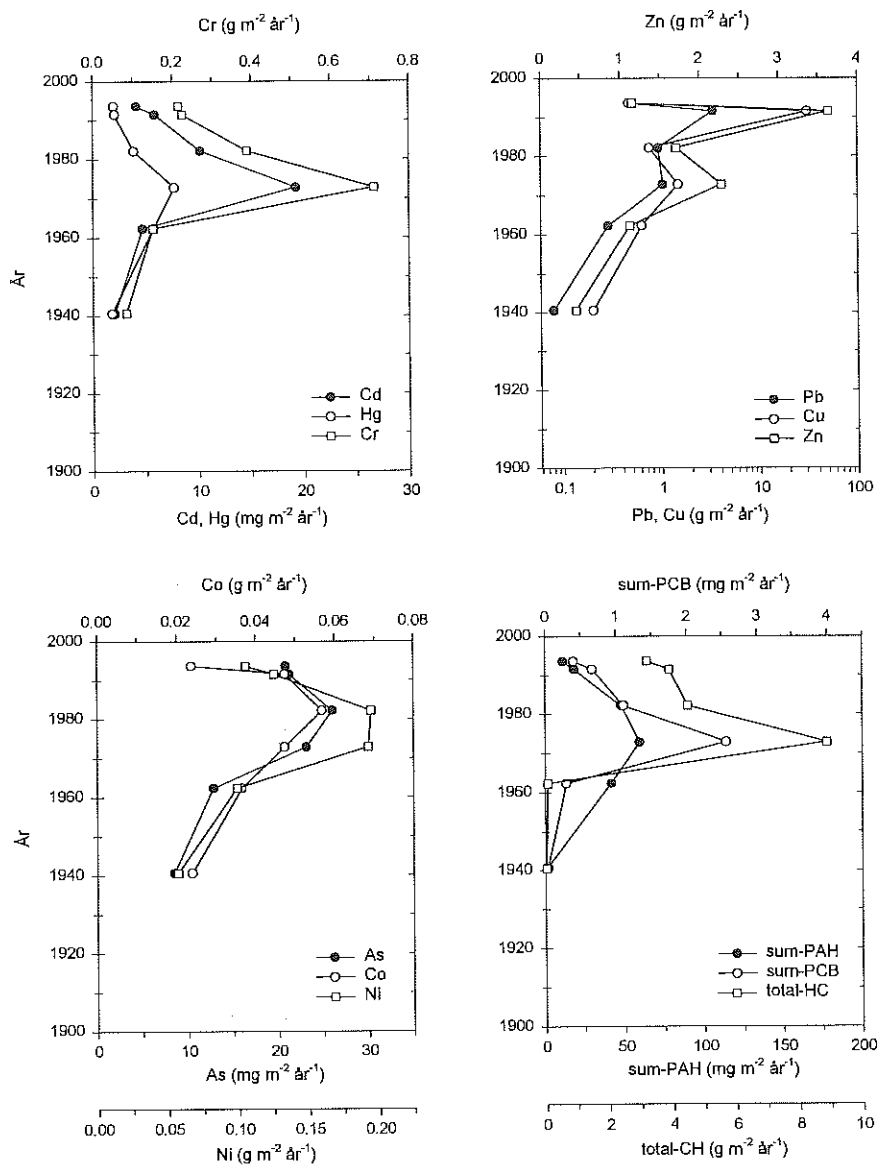 Cr (g m⁻² år⁻¹)
0.0 0.2 0.4 0.6 0.8
2000
1980
1960
1940
1920
1900
År
Cd
Hg
Cr
0 10 20 30
Cd, Hg (mg m⁻² år⁻¹)
Zn (g m⁻² år⁻¹)
0 1 2 3 4
2000
1980
1960
1940
1920
1900
Pb
Cu
Zn
0.1 1 10 100
Pb, Cu (g m⁻² år⁻¹)
Co (g m⁻² år⁻¹)
0.00 0.02 0.04 0.06 0.08
2000
1980
1960
1940
1920
1900
År
As
Co
Ni
0 10 20 30
As (mg m⁻² år⁻¹)
0.00 0.05 0.10 0.15 0.20
Ni (g m⁻² år⁻¹)
sum-PCB (mg m⁻² år⁻¹)
0 1 2 3 4
2000
1980
1960
1940
1920
1900
sum-PAH
sum-PCB
total-HC
0 50 100 150 200
sum-PAH (mg m⁻² år⁻¹)
0 2 4 6 8 10
total-CH (g m⁻² år⁻¹)